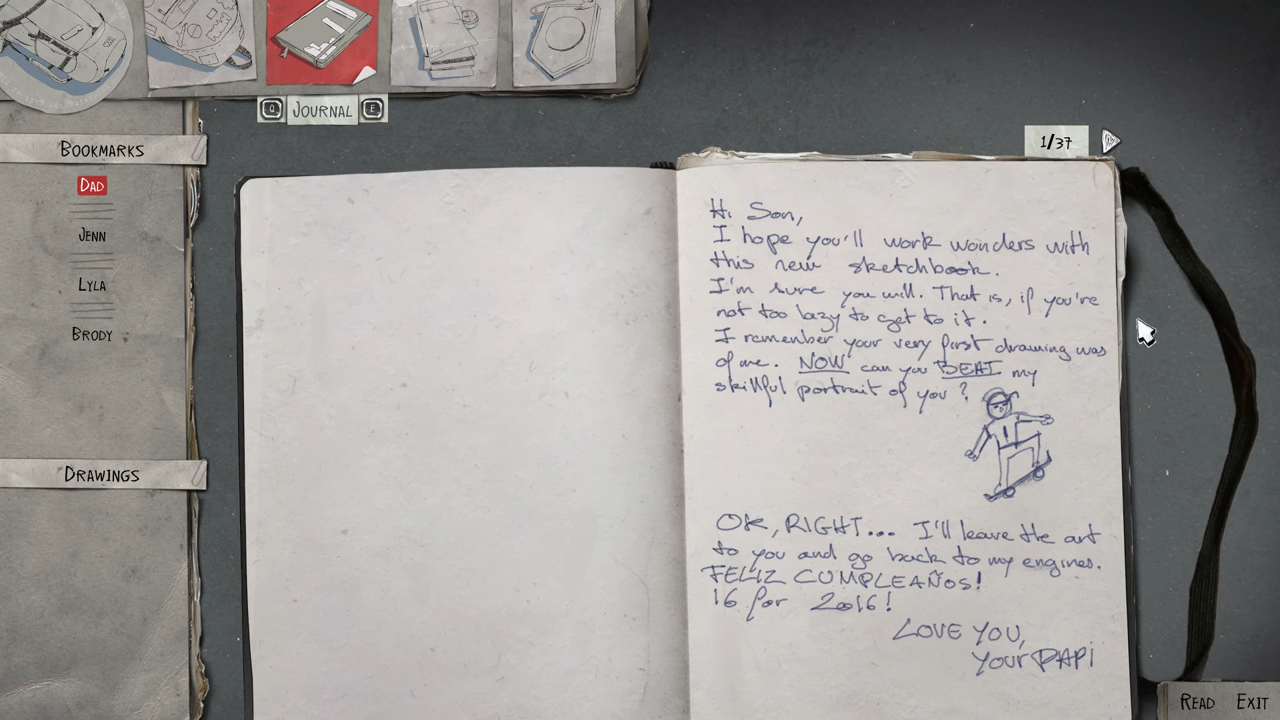 Q JOURNAL E
BOOKMARKS
DAD
JENN
LYLA
BRODY
DRAWINGS
1/37
Hi Son,
I hope you'll work wonders with
this new sketchbook.
I'm sure you will. That is, if you're
not too lazy to get to it.
I remember your very first drawing was
of me. NOW can you BEAT my
skillful portrait of you?
OK, RIGHT... I'll leave the art
to you and go back to my engines.
FELIZ CUMPLEAÑOS!
16 for 2016!
LOVE YOU,
Your PAPI
READ EXIT